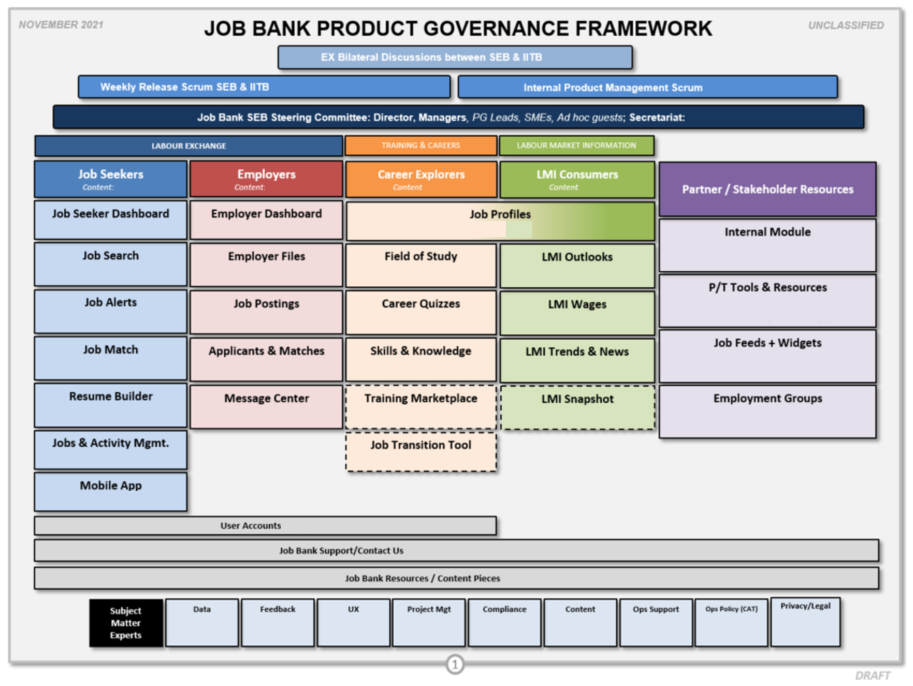 NOVEMBER 2021
JOB BANK PRODUCT GOVERNANCE FRAMEWORK
UNCLASSIFIED
EX Bilateral Discussions between SEB & IITB
Weekly Release Scrum SEB & IITB
Internal Product Management Scrum
Job Bank SEB Steering Committee: Director, Managers, PG Leads, SMEs, Ad hoc guests; Secretariat:
LABOUR EXCHANGE
TRAINING & CAREERS
LABOUR MARKET INFORMATION
Job Seekers
Content:
Employers
Content:
Career Explorers
Content
LMI Consumers
Content
Partner / Stakeholder Resources
Job Seeker Dashboard
Employer Dashboard
Job Profiles
Internal Module
Job Search
Employer Files
Field of Study
LMI Outlooks
P/T Tools & Resources
Job Alerts
Job Postings
Career Quizzes
LMI Wages
Job Feeds + Widgets
Job Match
Applicants & Matches
Skills & Knowledge
LMI Trends & News
Employment Groups
Resume Builder
Message Center
Training Marketplace
LMI Snapshot
Jobs & Activity Mgmt.
Job Transition Tool
Mobile App
User Accounts
Job Bank Support/Contact Us
Job Bank Resources / Content Pieces
Subject
Matter
Experts
Data
Feedback
UX
Project Mgt
Compliance
Content
Ops Support
Ops Policy (CAT)
Privacy/Legal
1
DRAFT